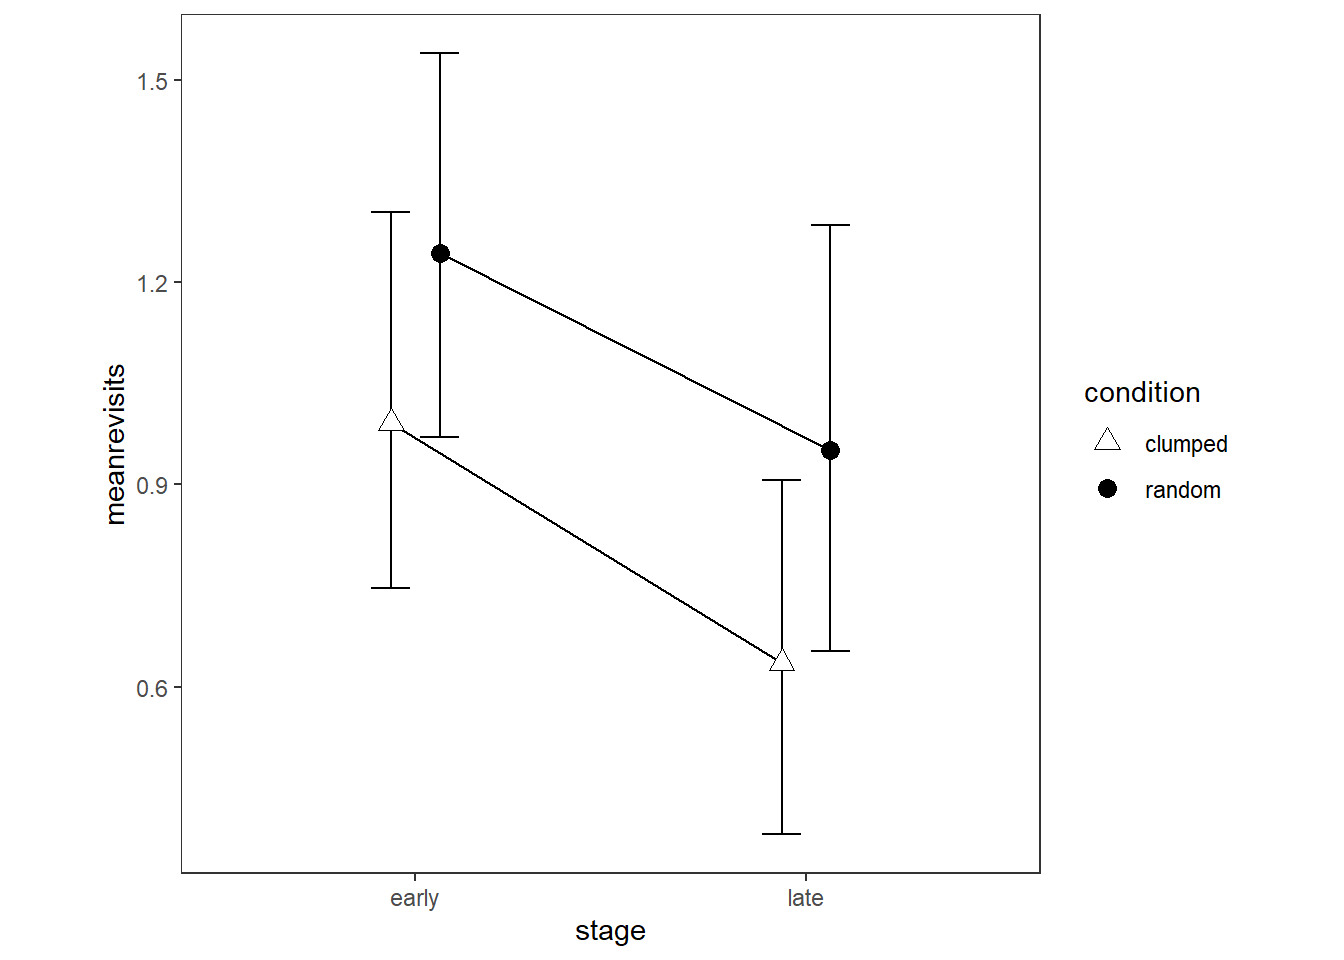 1.5
1.2
0.9
0.6
meanrevisits
early
late
stage
condition
clumped
random